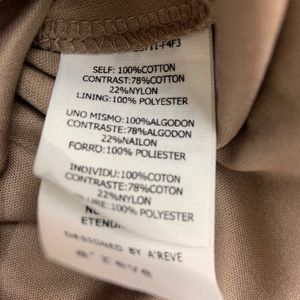 SELF: 100%COTTON
CONTRAST: 78%COTTON
22%NYLON
LINING: 100% POLYESTER
UNO MISMO: 100%ALGODON
CONTRASTE: 78%ALGODON
22%NAILON
FORRO: 100% POLIESTER
INDIVIDU: 100%COTON
CONTRASTE: 78%COTON
22%NYLON
100% POLYESTER
DESIGNED BY A'REVE
a'reve